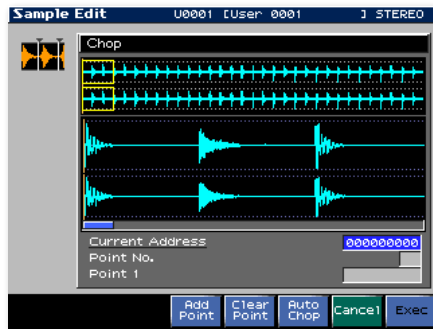 Sample Edit U0001 [User 0001 ] STEREO
Chop
Current Address 000000000
Point No.
Point 1
Add Point
Clear Point
Auto Chop
Cancel
Exec